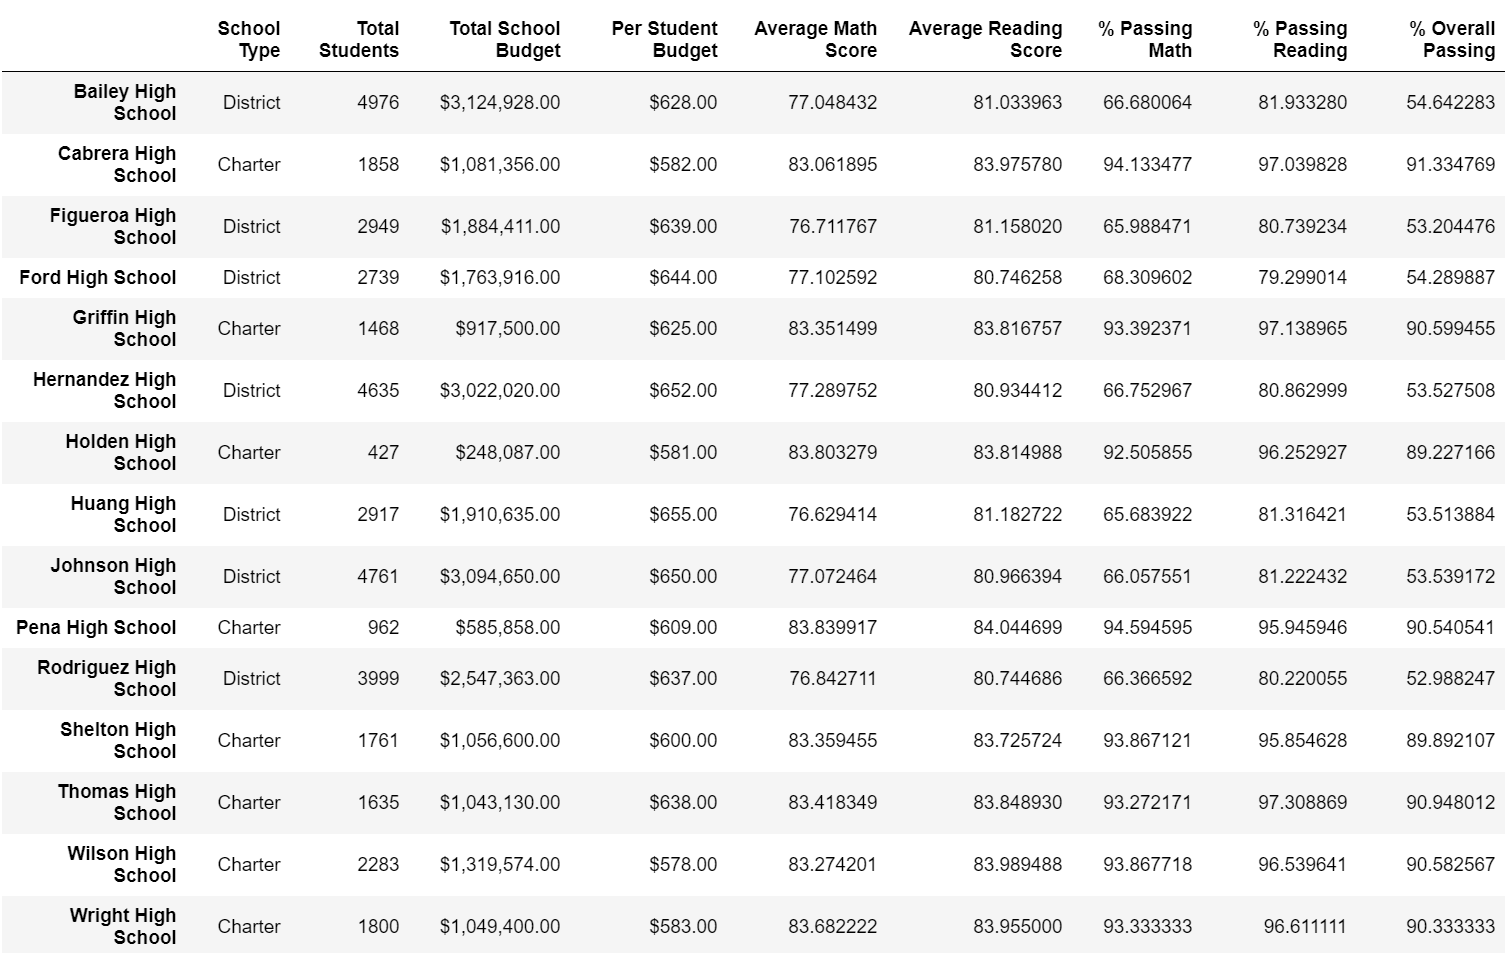 School Type Total Students Total School Budget Per Student Budget Average Math Score Average Reading Score % Passing Math % Passing Reading % Overall Passing
Bailey High School District 4976 $3,124,928.00 $628.00 77.048432 81.033963 66.680064 81.933280 54.642283
Cabrera High School Charter 1858 $1,081,356.00 $582.00 83.061895 83.975780 94.133477 97.039828 91.334769
Figueroa High School District 2949 $1,884,411.00 $639.00 76.711767 81.158020 65.988471 80.739234 53.204476
Ford High School District 2739 $1,763,916.00 $644.00 77.102592 80.746258 68.309602 79.299014 54.289887
Griffin High School Charter 1468 $917,500.00 $625.00 83.351499 83.816757 93.392371 97.138965 90.599455
Hernandez High School District 4635 $3,022,020.00 $652.00 77.289752 80.934412 66.752967 80.862999 53.527508
Holden High School Charter 427 $248,087.00 $581.00 83.803279 83.814988 92.505855 96.252927 89.227166
Huang High School District 2917 $1,910,635.00 $655.00 76.629414 81.182722 65.683922 81.316421 53.513884
Johnson High School District 4761 $3,094,650.00 $650.00 77.072464 80.966394 66.057551 81.222432 53.539172
Pena High School Charter 962 $585,858.00 $609.00 83.839917 84.044699 94.594595 95.945946 90.540541
Rodriguez High School District 3999 $2,547,363.00 $637.00 76.842711 80.744686 66.366592 80.220055 52.988247
Shelton High School Charter 1761 $1,056,600.00 $600.00 83.359455 83.725724 93.867121 95.854628 89.892107
Thomas High School Charter 1635 $1,043,130.00 $638.00 83.418349 83.848930 93.272171 97.308869 90.948012
Wilson High School Charter 2283 $1,319,574.00 $578.00 83.274201 83.989488 93.867718 96.539641 90.582567
Wright High School Charter 1800 $1,049,400.00 $583.00 83.682222 83.955000 93.333333 96.611111 90.333333